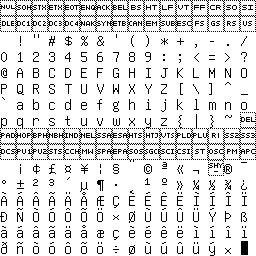 NUL SOH STX ETX EOT ENQ ACK BEL BS HT LF VT FF CR SO SI
DLE DC1 DC2 DC3 DC4 NAK SYN ETB CAN EM SUB ESC FS GS RS US
! " # $ % & ' ( ) * + , - . /
0 1 2 3 4 5 6 7 8 9 : ; < = > ?
@ A B C D E F G H I J K L M N O
P Q R S T U V W X Y Z [ \ ] ^ _
` a b c d e f g h i j k l m n o
p q r s t u v w x y z { | } ~ DEL
PAD HOP BPH NBH IND NEL SSA ESA HTS HTJ VTS PLD PLU RI SS2 SS3
DCS PU1 PU2 STS CCH MW SPA EPA SOS SGC SCI CSI ST OSC PM APC
¡ ¢ £ ¤ ¥ ¦ § ¨ © ª « ¬ SHY ® ¯
° ± ² ³ ´ µ ¶ · ¸ ¹ º » ¼ ½ ¾ ¿
À Á Â Ã Ä Å Æ Ç È É Ê Ë Ì Í Î Ï
Ð Ñ Ò Ó Ô Õ Ö × Ø Ù Ú Û Ü Ý Þ ß
à á â ã ä å æ ç è é ê ë ì í î ï
ð ñ ò ó ô õ ö ÷ ø ù ú û ü ý